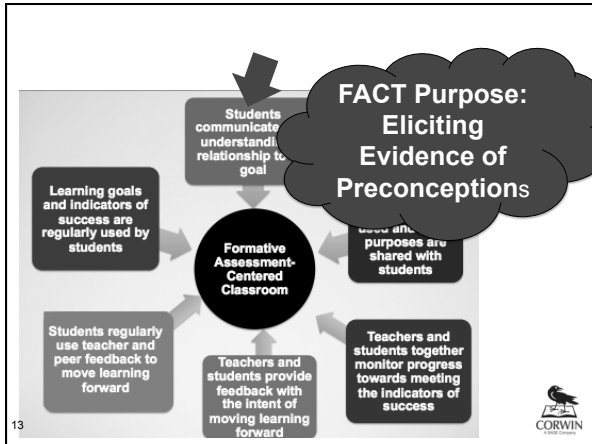 FACT Purpose:
Eliciting
Evidence of
Preconceptions
Students
communicate
understandi
relationship to
goal
Learning goals
and indicators of
success are
regularly used by
students
Formative
Assessment-
Centered
Classroom
used and
purposes are
shared with
students
Students regularly
use teacher and
peer feedback to
move learning
forward
Teachers and
students provide
feedback with
the intent of
moving learning
forward
Teachers and
students together
monitor progress
towards meeting
the indicators of
success
13
CORWIN
A SAGE Company